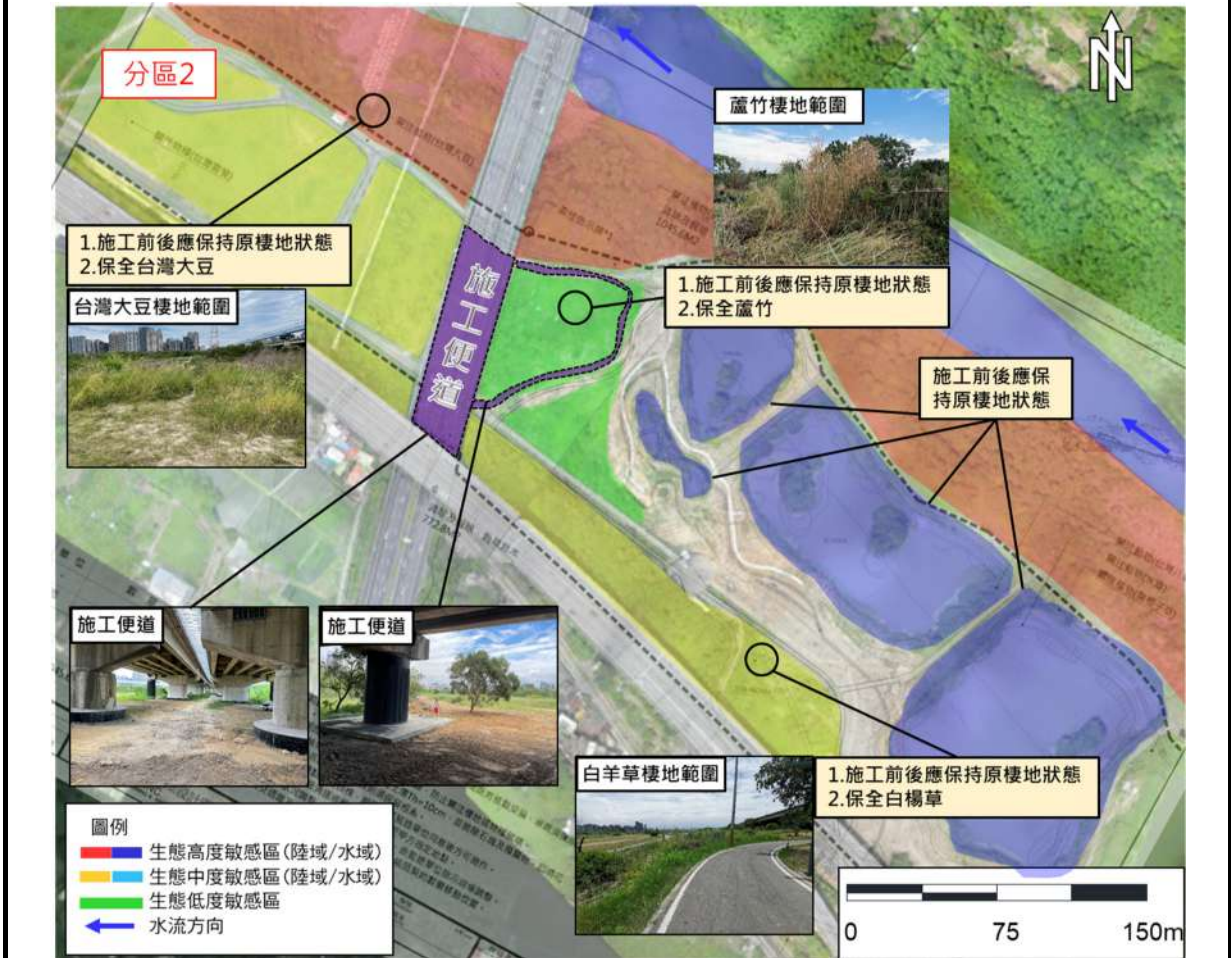 分區2
N
蘆竹棲地範圍
1.施工前後應保持原棲地狀態
2.保全台灣大豆
台灣大豆棲地範圍
施工便道
1.施工前後應保持原棲地狀態
2.保全蘆竹
施工前後應保
持原棲地狀態
施工便道
施工便道
白羊草棲地範圍
1.施工前後應保持原棲地狀態
2.保全白楊草
圖例
生態高度敏感區(陸域/水域)
生態中度敏感區(陸域/水域)
生態低度敏感區
水流方向
0 75 150m